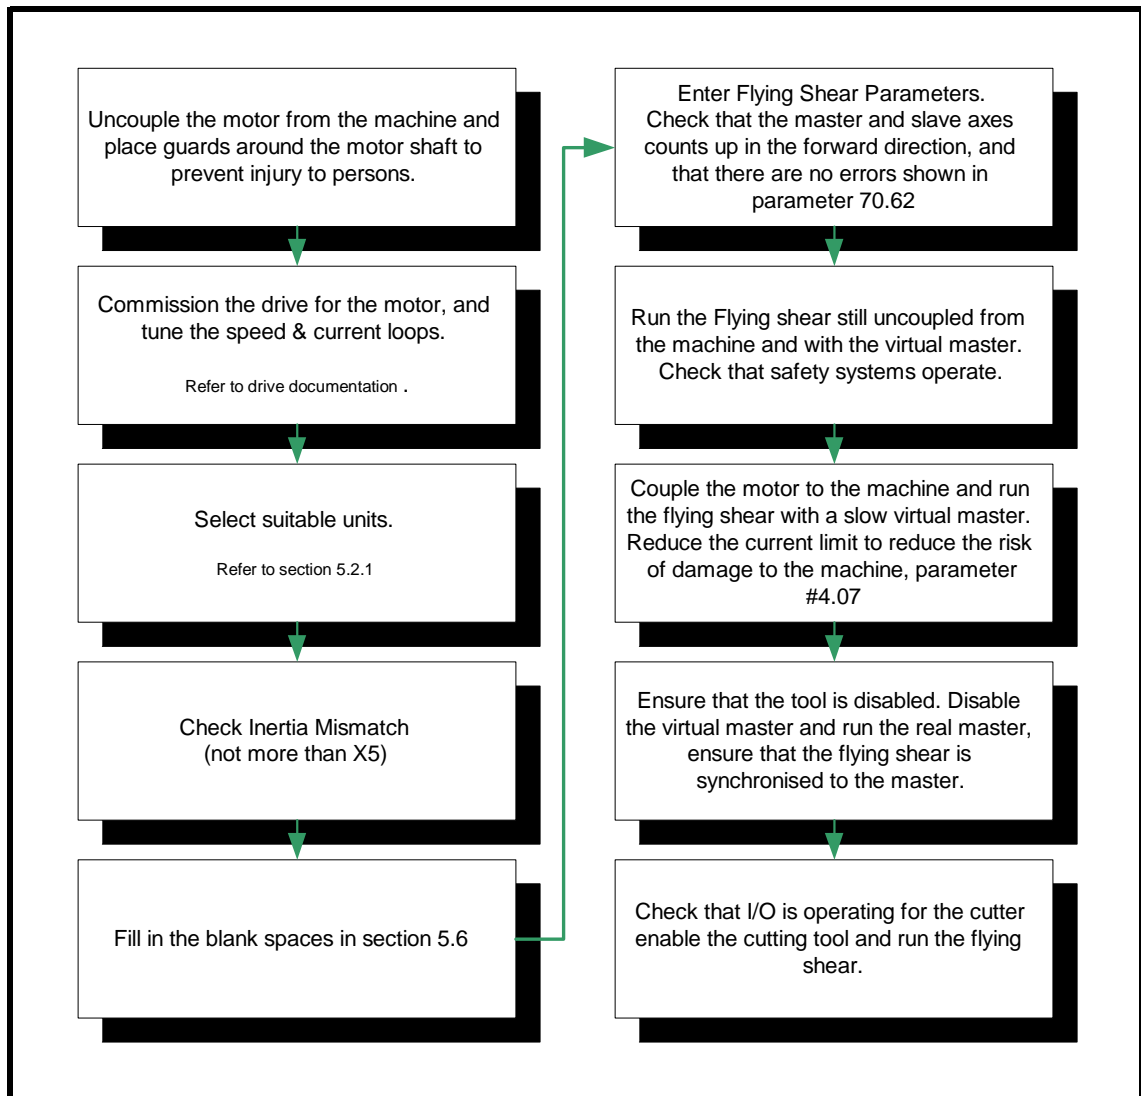 Uncouple the motor from the machine and
place guards around the motor shaft to
prevent injury to persons.
Commission the drive for the motor, and
tune the speed & current loops.
Refer to drive documentation .
Select suitable units.
Refer to section 5.2.1
Check Inertia Mismatch
(not more than X5)
Fill in the blank spaces in section 5.6
Enter Flying Shear Parameters.
Check that the master and slave axes
counts up in the forward direction, and
that there are no errors shown in
parameter 70.62
Run the Flying shear still uncoupled from
the machine and with the virtual master.
Check that safety systems operate.
Couple the motor to the machine and run
the flying shear with a slow virtual master.
Reduce the current limit to reduce the risk
of damage to the machine, parameter
#4.07
Ensure that the tool is disabled. Disable
the virtual master and run the real master,
ensure that the flying shear is
synchronised to the master.
Check that I/O is operating for the cutter
enable the cutting tool and run the flying
shear.